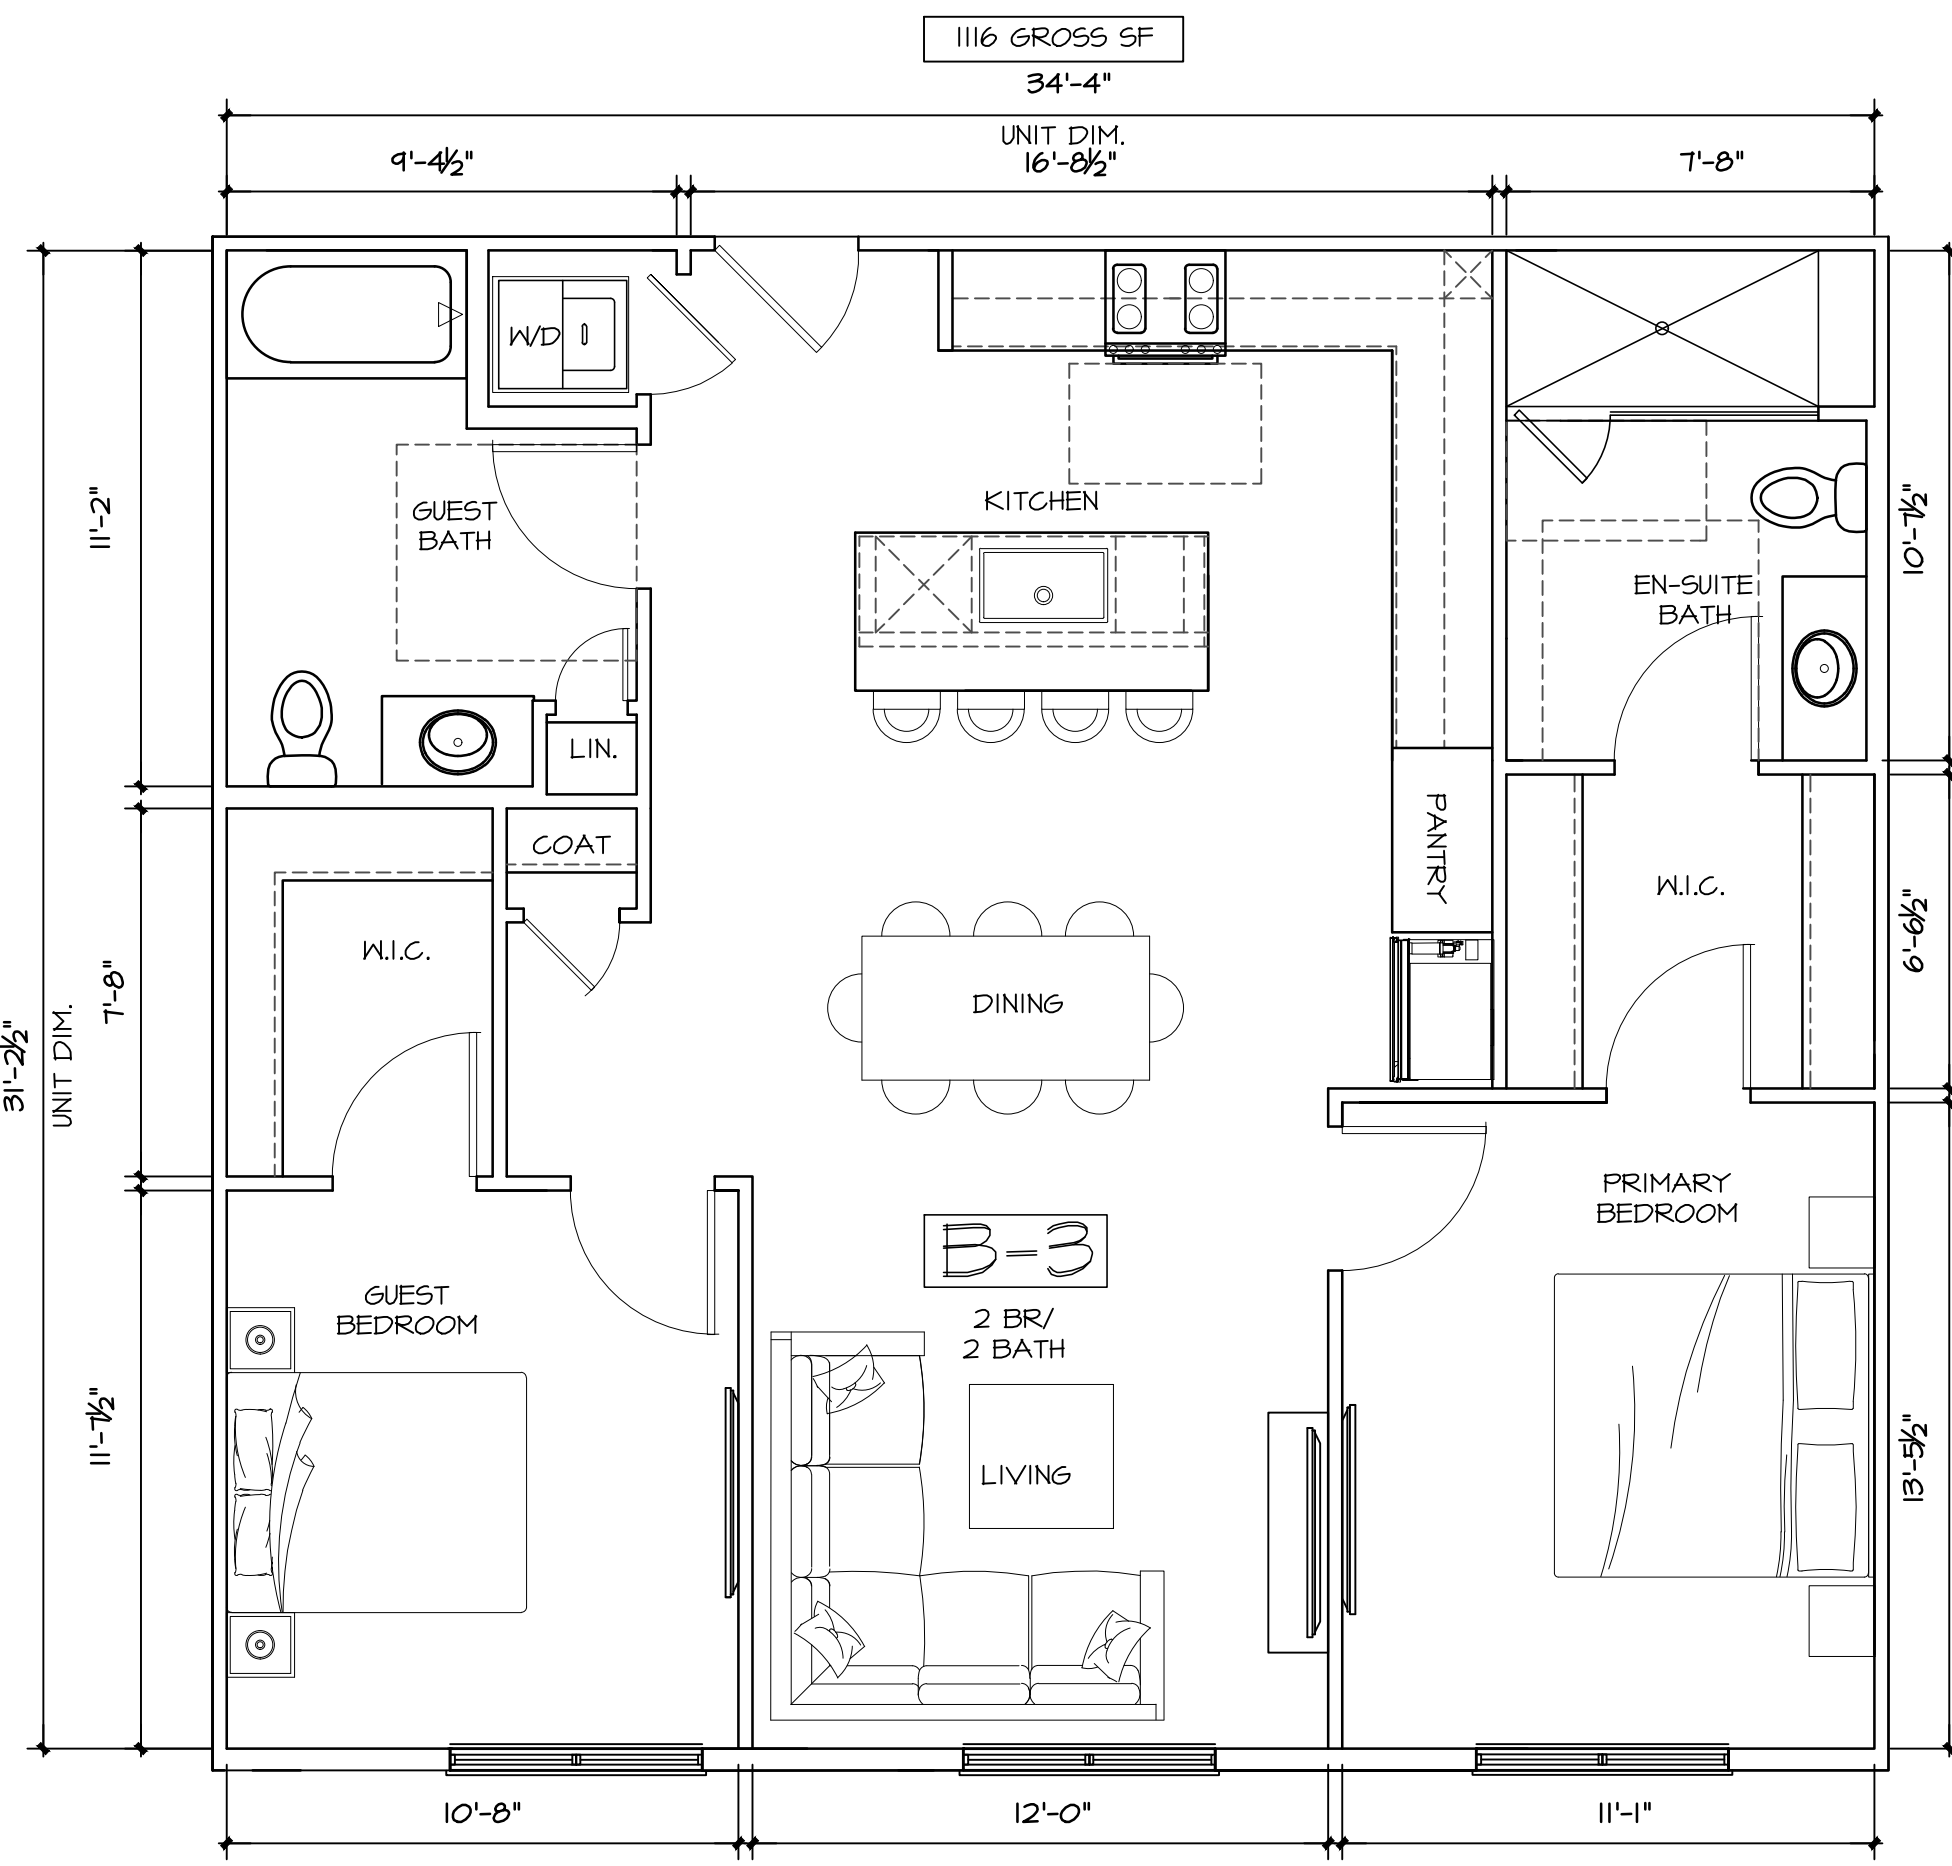 1116 GROSS SF
34'-4"
UNIT DIM.
9'-4½"
16'-8½"
7'-8"
W/D
GUEST
BATH
KITCHEN
EN-SUITE
BATH
LIN.
COAT
PANTRY
W.I.C.
W.I.C.
DINING
PRIMARY
BEDROOM
B-3
2 BR/
2 BATH
GUEST
BEDROOM
LIVING
11'-2"
7'-8"
11'-7½"
31'-2½"
UNIT DIM.
10'-7½"
6'-6½"
13'-5½"
10'-8"
12'-0"
11'-1"